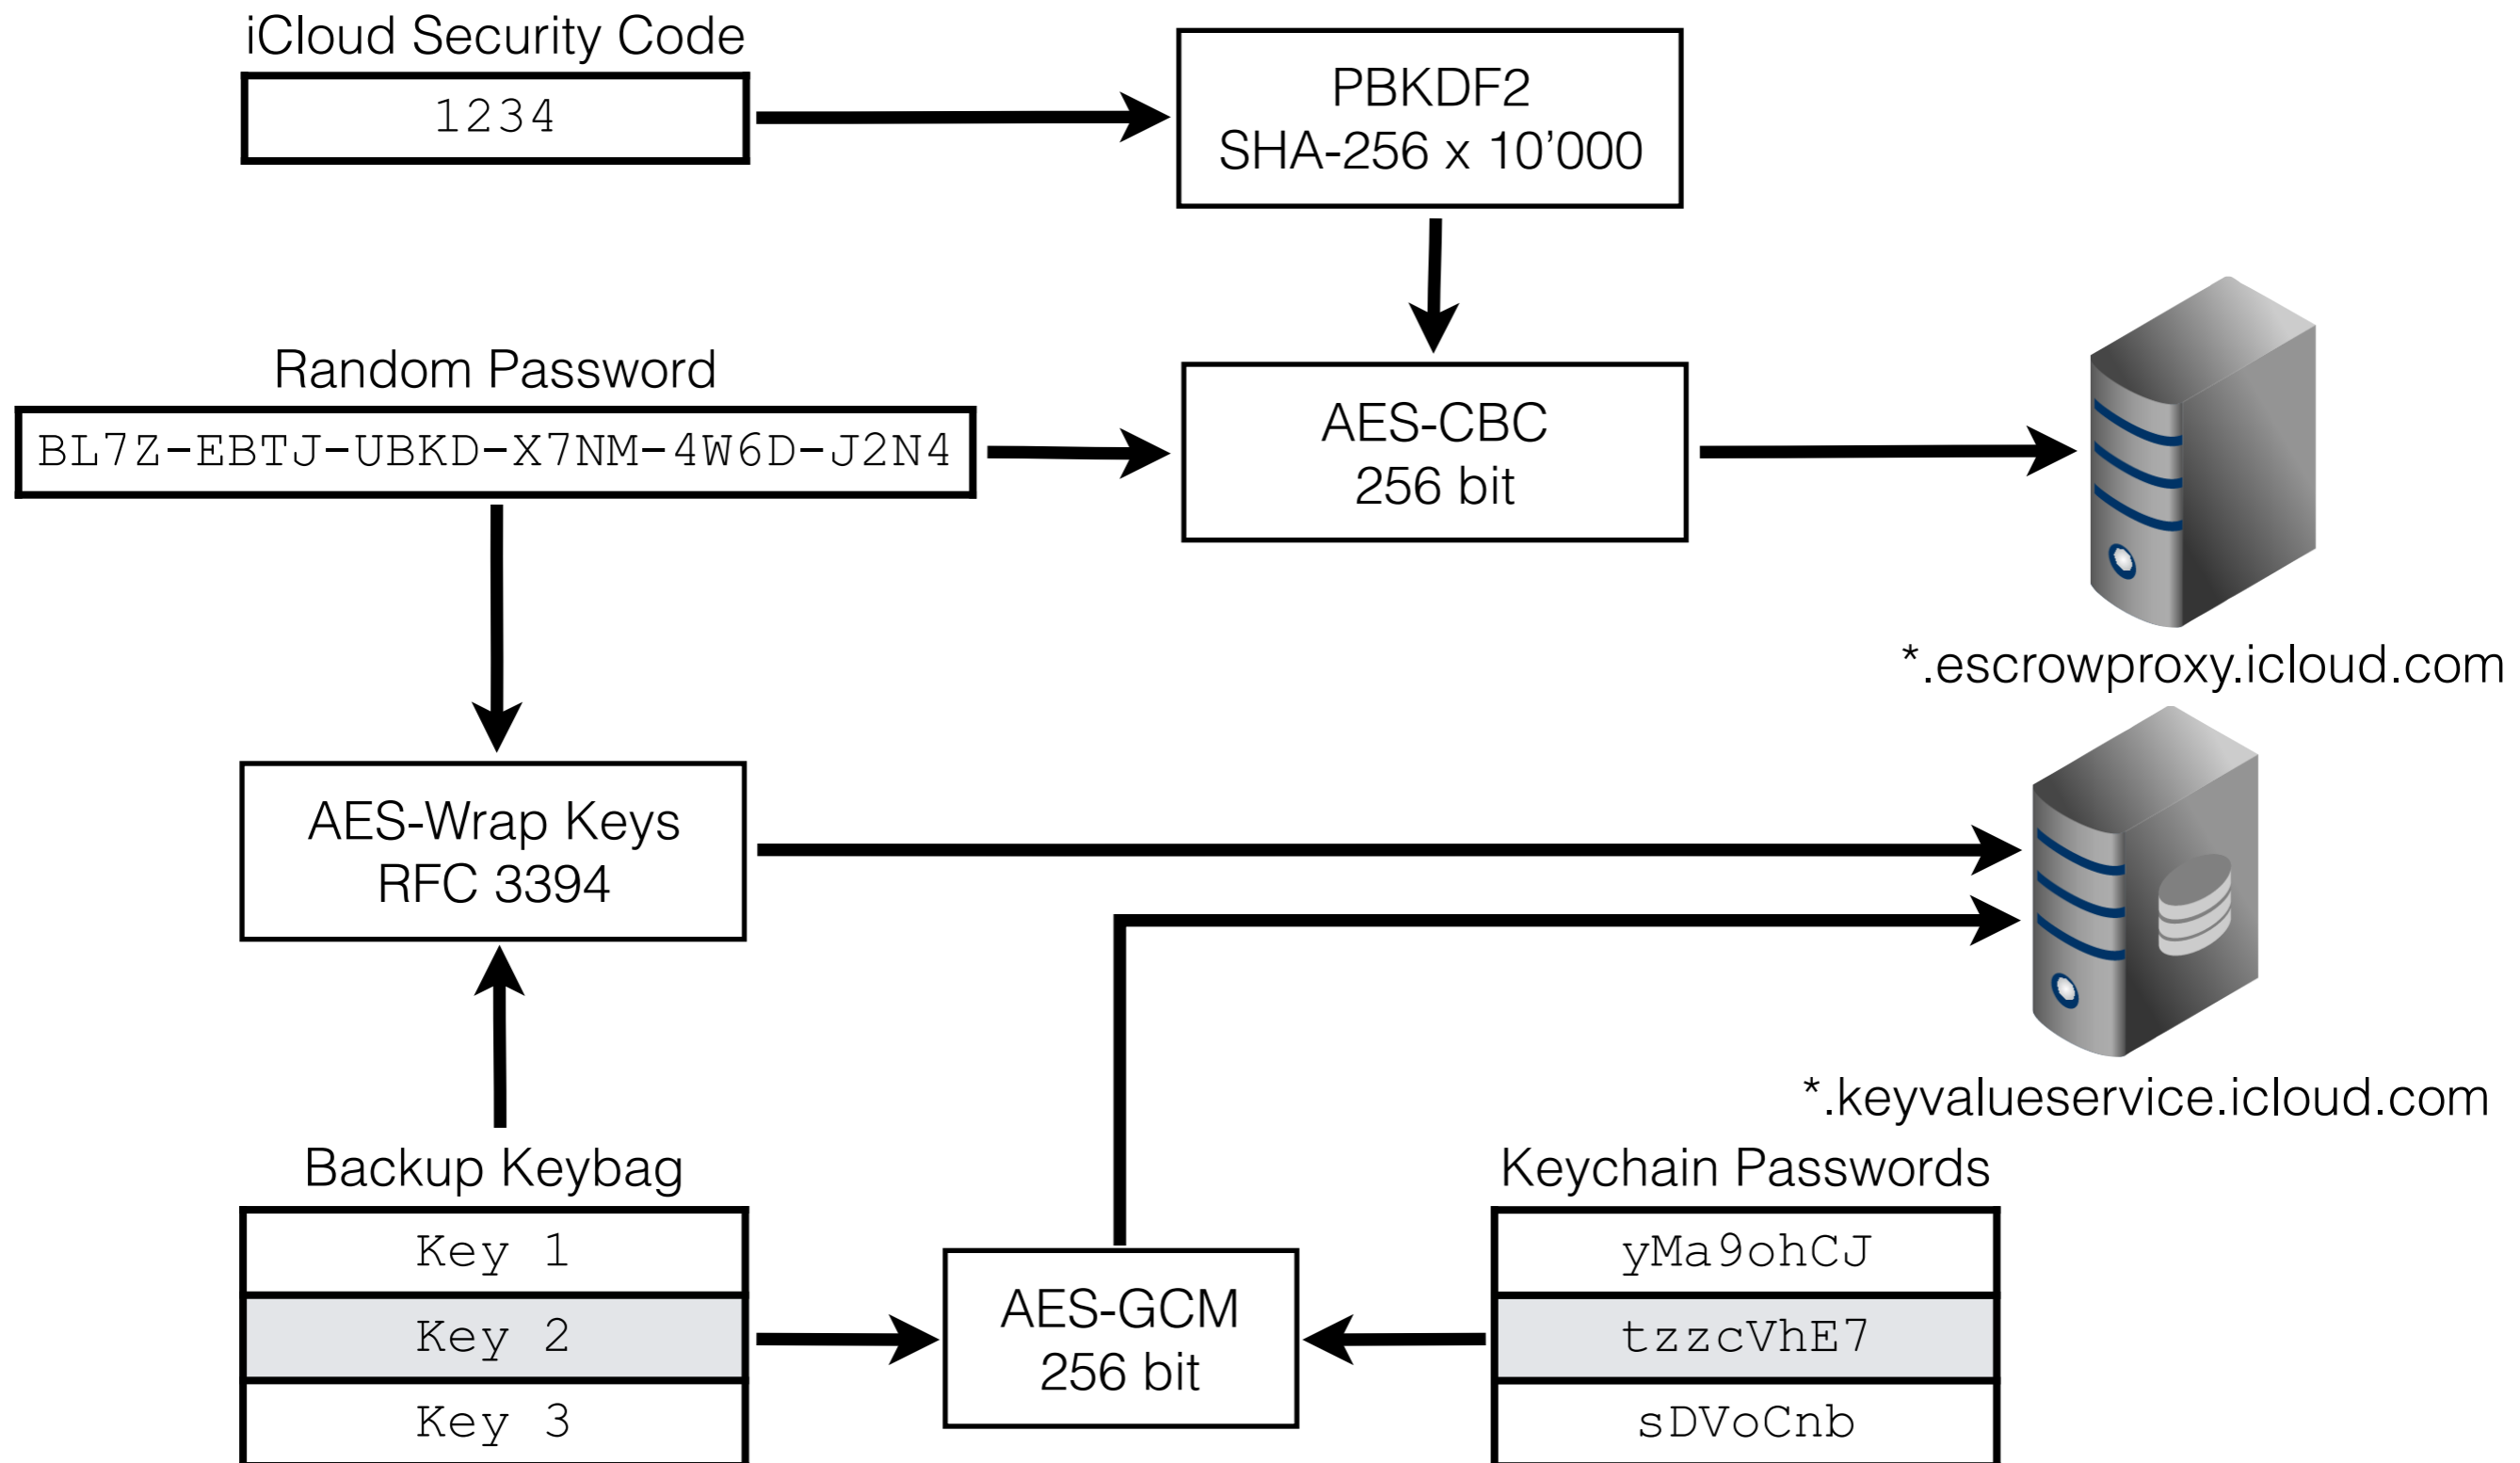 iCloud Security Code
1234
PBKDF2
SHA-256 x 10’000
Random Password
BL7Z-EBTJ-UBKD-X7NM-4W6D-J2N4
AES-CBC
256 bit
*.escrowproxy.icloud.com
AES-Wrap Keys
RFC 3394
*.keyvalueservice.icloud.com
Backup Keybag
Key 1
Key 2
Key 3
AES-GCM
256 bit
Keychain Passwords
yMa9ohCJ
tzzcVhE7
sDVoCnb